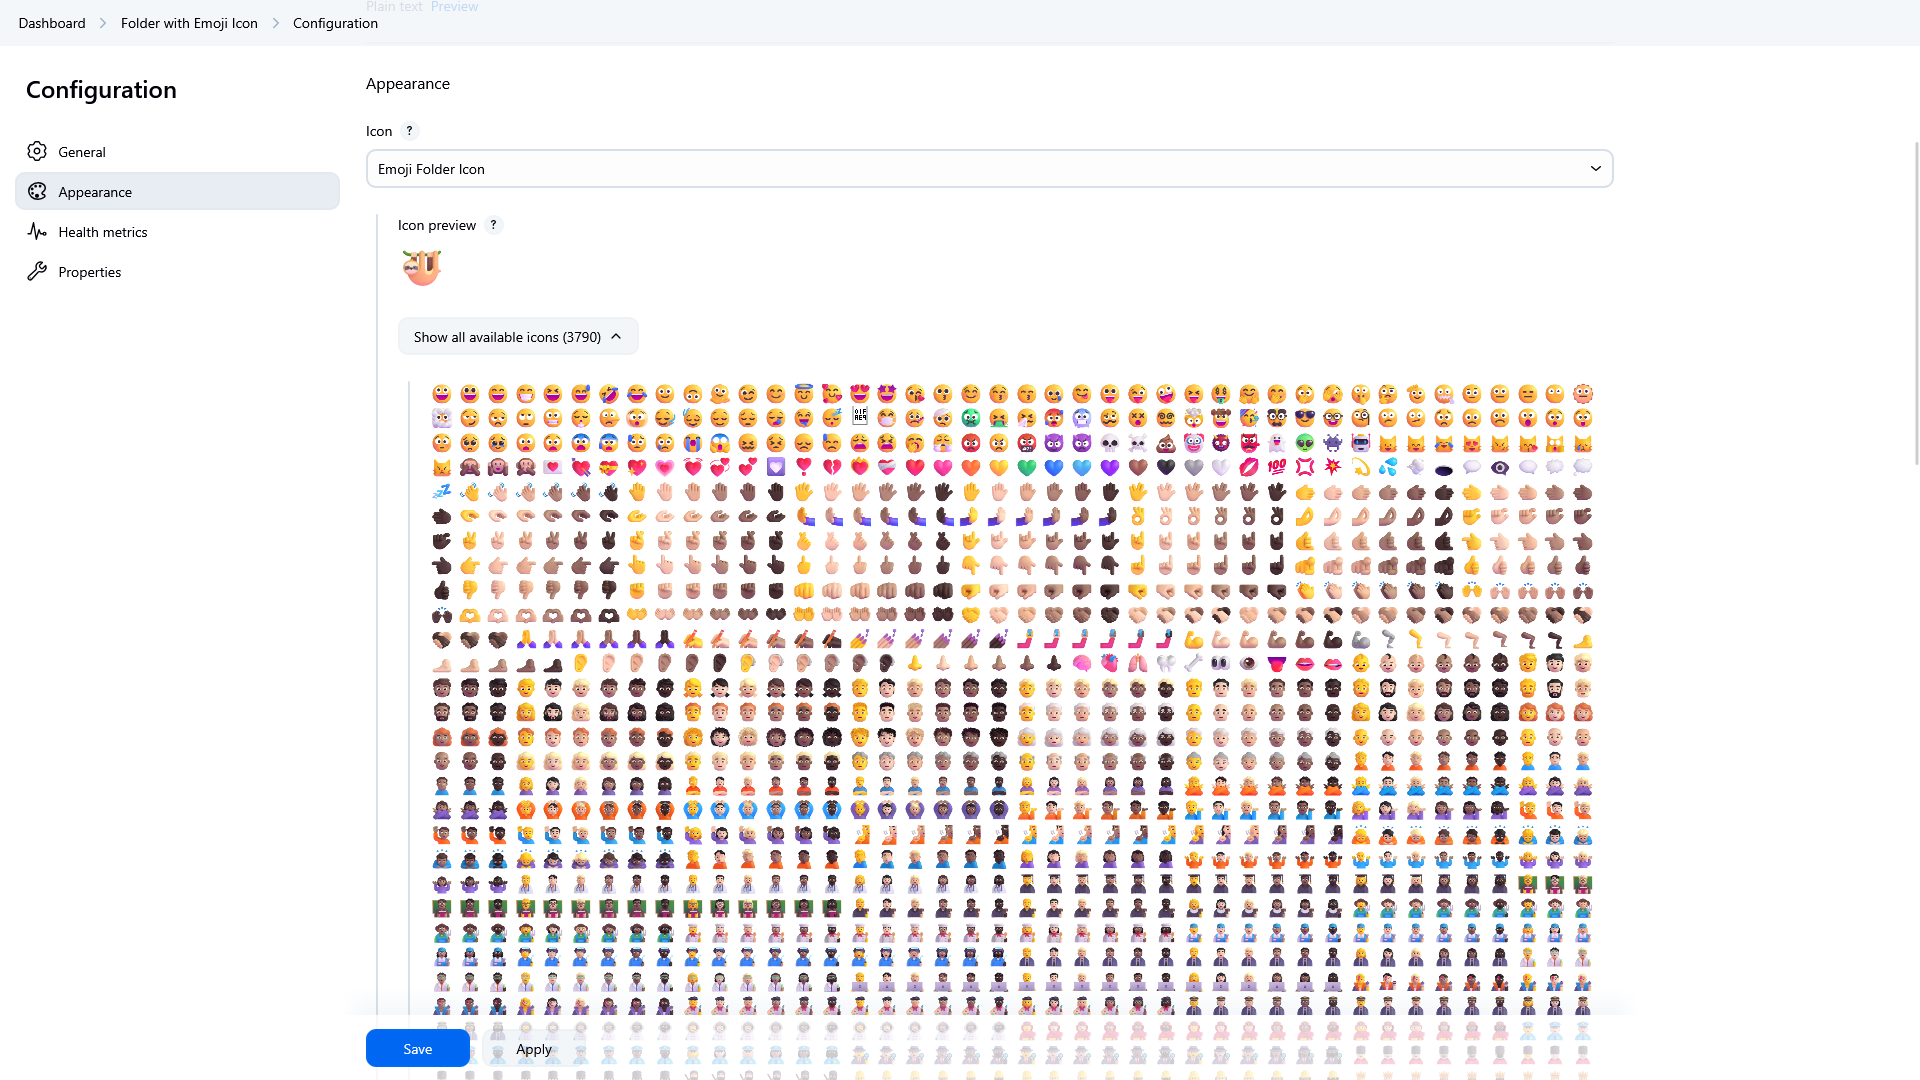 Plain text Preview
Dashboard Folder with Emoji Icon Configuration
Configuration
General
Appearance
Health metrics
Properties
Appearance
Icon ?
Emoji Folder Icon
Icon preview ?
Show all available icons (3790)
Save Apply